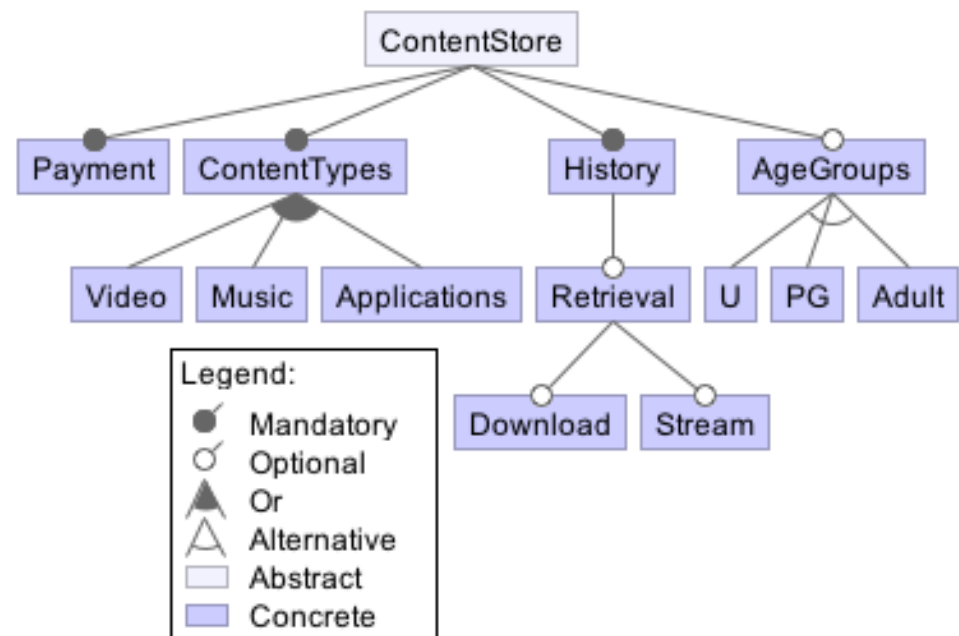 ContentStore
Payment ContentTypes History AgeGroups
Video Music Applications Retrieval U PG Adult
Legend:
Mandatory
Download Stream
Optional
Or
Alternative
Abstract
Concrete